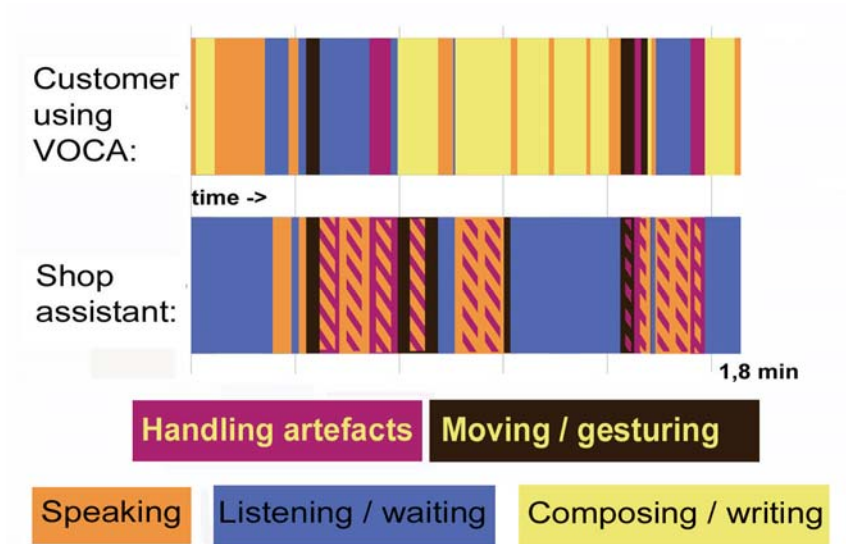 Customer
using
VOCA:
time ->
Shop
assistant:
1,8 min
Handling artefacts
Moving / gesturing
Speaking
Listening / waiting
Composing / writing